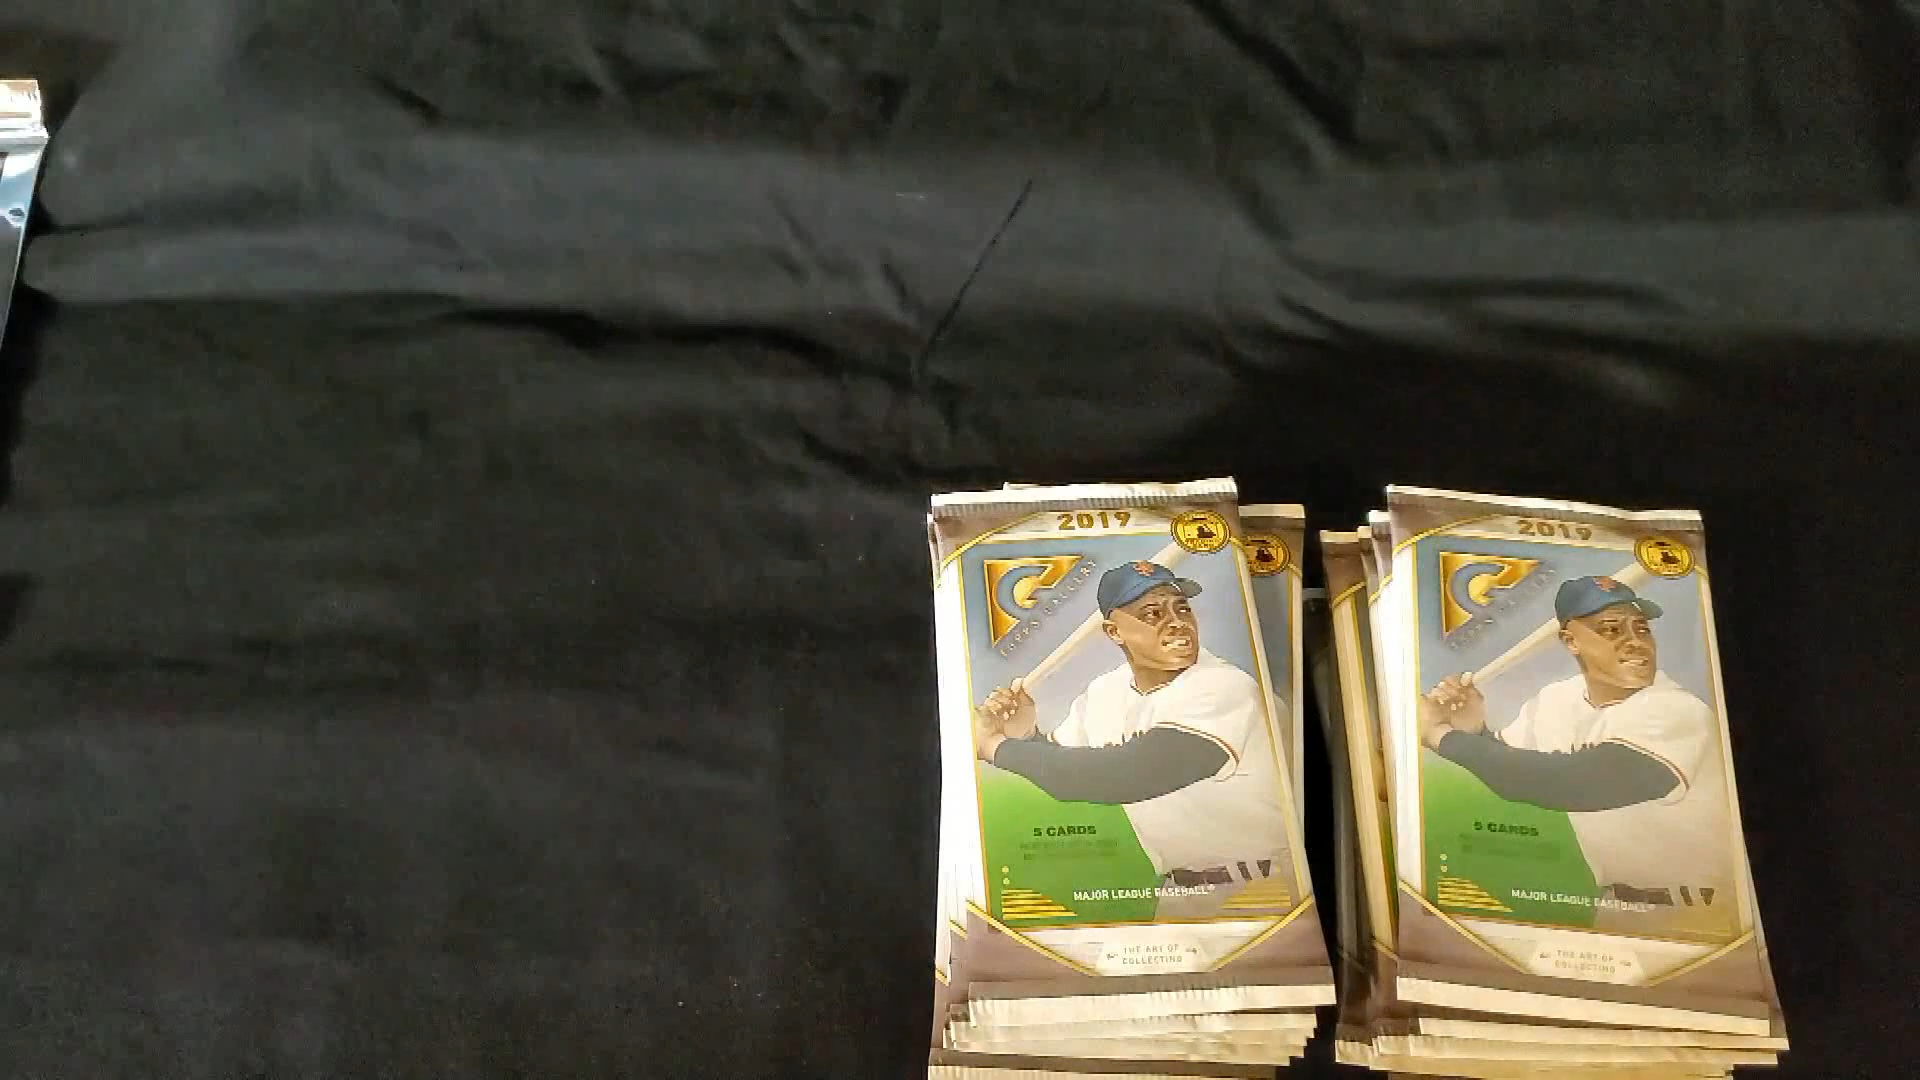 2019
TOPPS GALLERY
5 CARDS
MAJOR LEAGUE BASEBALL®
THE ART OF
COLLECTING
2019
TOPPS GALLERY
5 CARDS
MAJOR LEAGUE BASEBALL®
THE ART OF
COLLECTING